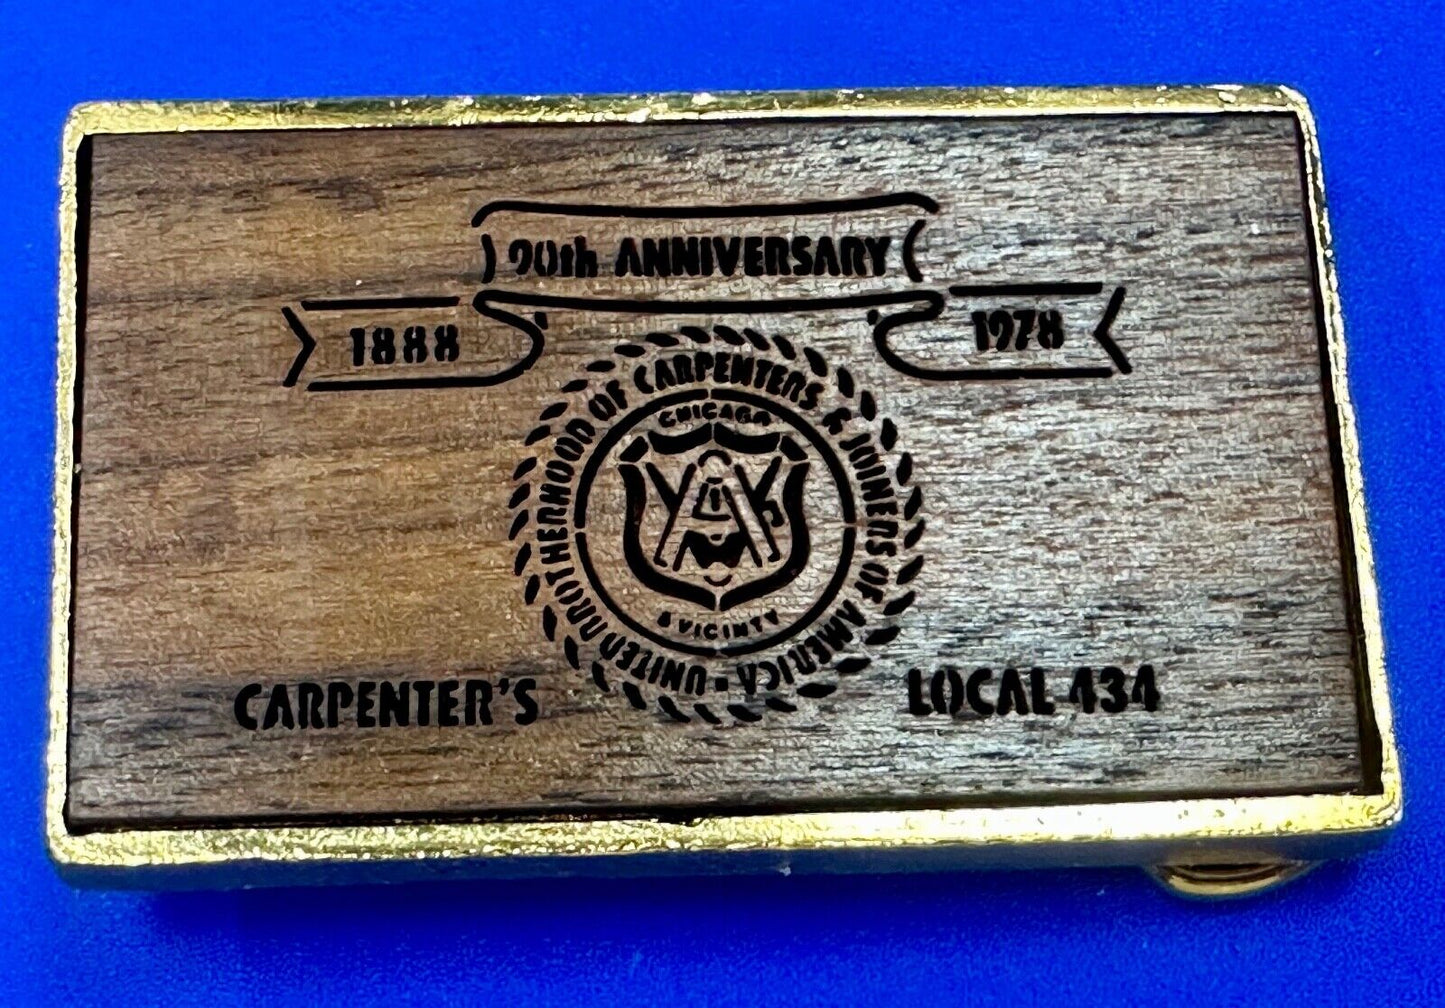 90th ANNIVERSARY
1888
1978
UNITED BROTHERHOOD OF CARPENTERS & JOINERS OF AMERICA
CHICAGO
& VICINITY
CARPENTER'S
LOCAL 434